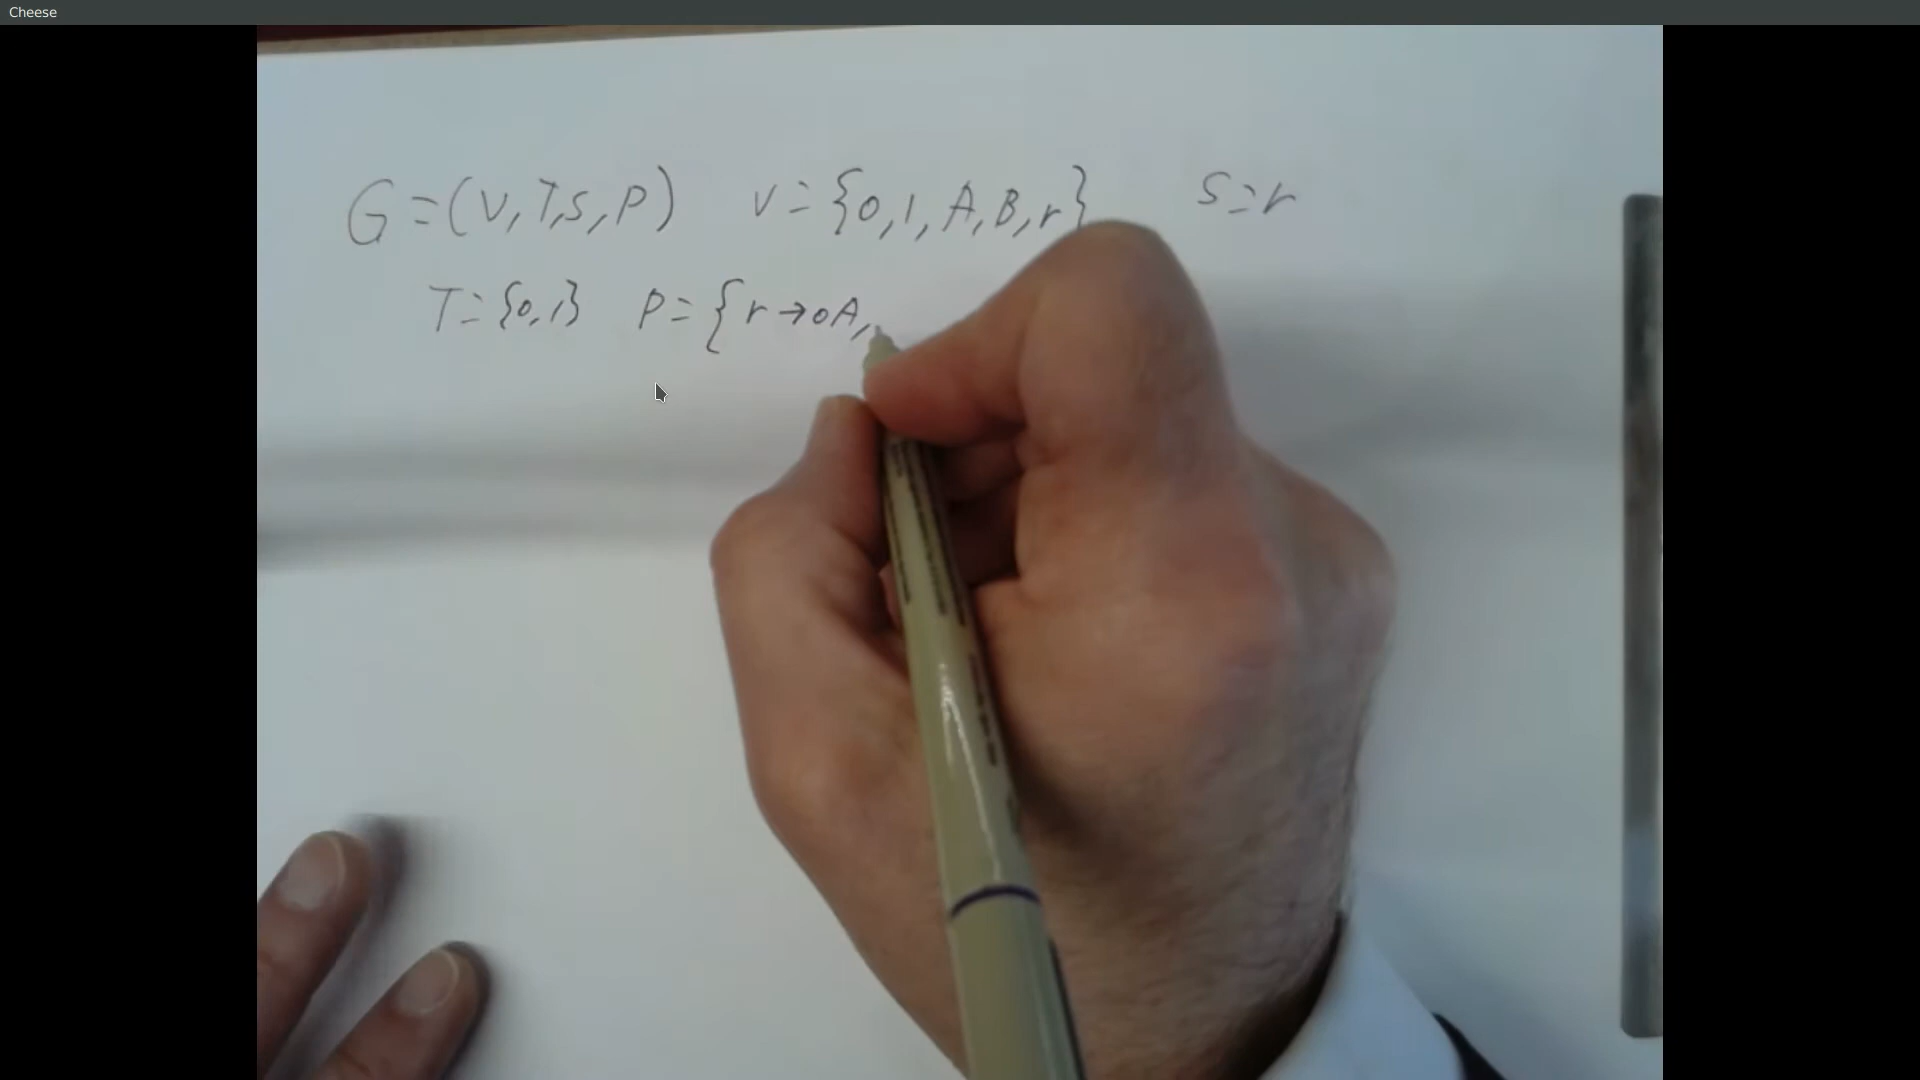 Cheese
G = (V, T, S, P) V = {0, 1, A, B, r} S = r
T = {0, 1} P = { r → 0A,